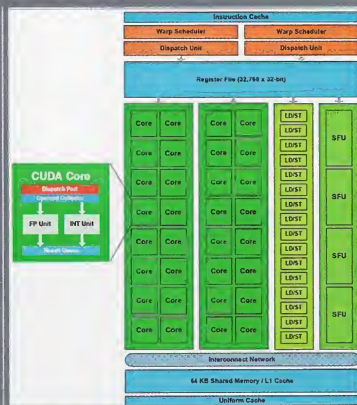 Instruction Cache
Warp Scheduler Warp Scheduler
Dispatch Unit Dispatch Unit
Register File (32,768 x 32-bit)
Core Core Core Core LD/ST SFU
LD/ST
Core Core Core Core LD/ST
LD/ST
Core Core Core Core LD/ST SFU
LD/ST
Core Core Core Core LD/ST
LD/ST
Core Core Core Core LD/ST SFU
LD/ST
Core Core Core Core LD/ST
LD/ST
Core Core Core Core LD/ST SFU
LD/ST
Core Core Core Core LD/ST
LD/ST
CUDA Core
Dispatch Port
Operand Collector
FP Unit INT Unit
Result Queue
Interconnect Network
64 KB Shared Memory / L1 Cache
Uniform Cache